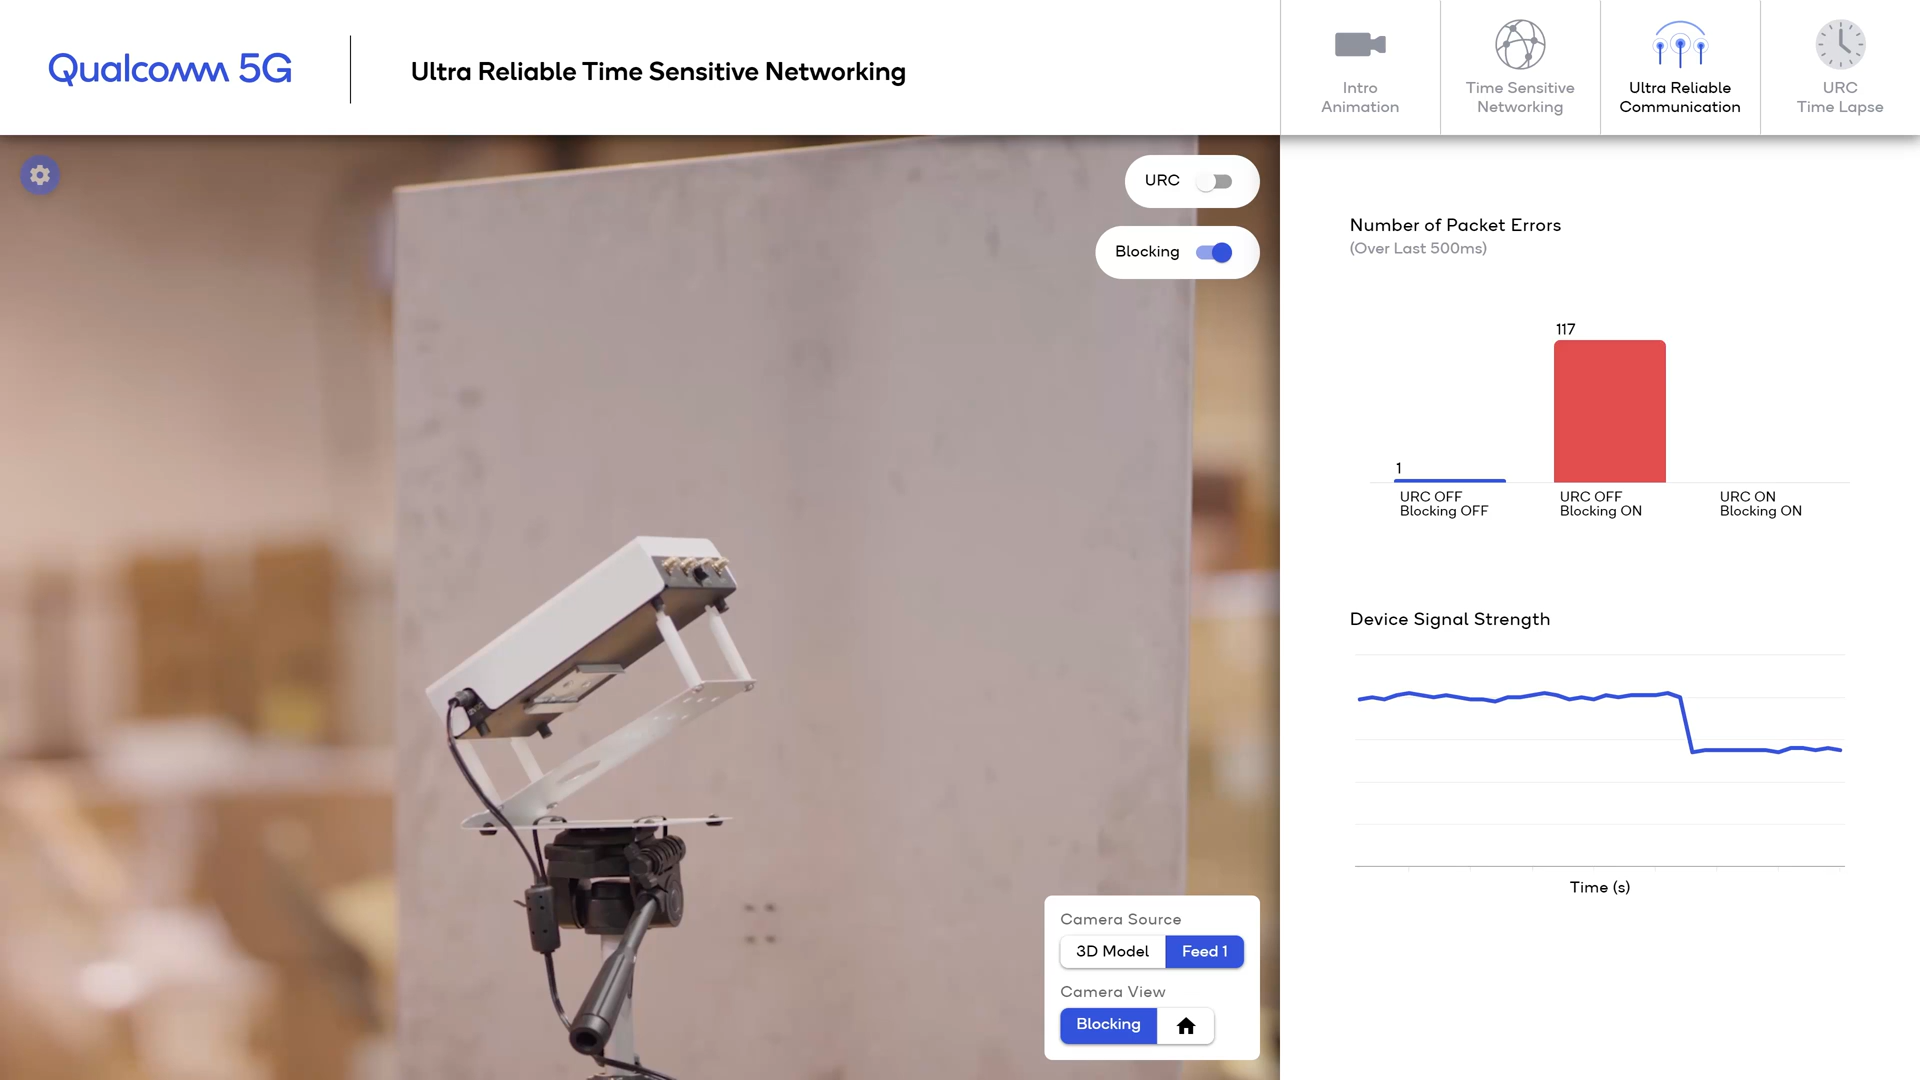 Qualcomm 5G
Ultra Reliable Time Sensitive Networking
Intro
Animation
Time Sensitive
Networking
Ultra Reliable
Communication
URC
Time Lapse
URC
Blocking
Number of Packet Errors
(Over Last 500ms)
117
1
URC OFF
Blocking OFF
URC OFF
Blocking ON
URC ON
Blocking ON
Device Signal Strength
Time (s)
Camera Source
3D Model
Feed 1
Camera View
Blocking